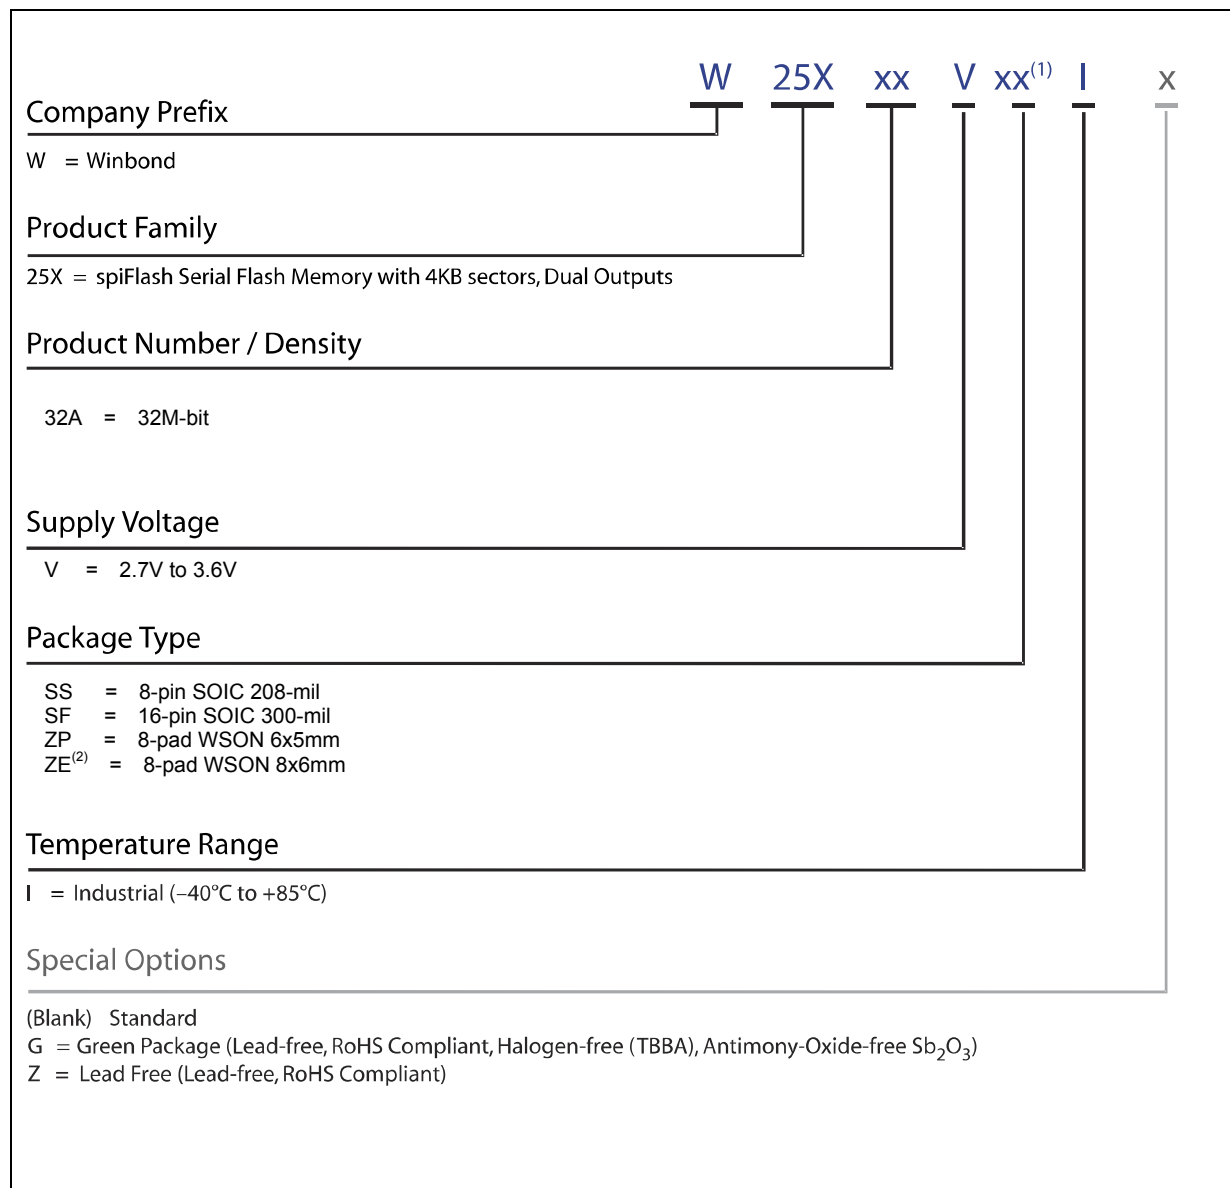 W 25X xx V xx(1) I x
Company Prefix
W = Winbond
Product Family
25X = spiFlash Serial Flash Memory with 4KB sectors, Dual Outputs
Product Number / Density
32A = 32M-bit
Supply Voltage
V = 2.7V to 3.6V
Package Type
SS = 8-pin SOIC 208-mil
SF = 16-pin SOIC 300-mil
ZP = 8-pad WSON 6x5mm
ZE(2) = 8-pad WSON 8x6mm
Temperature Range
I = Industrial (–40°C to +85°C)
Special Options
(Blank) Standard
G = Green Package (Lead-free, RoHS Compliant, Halogen-free (TBBA), Antimony-Oxide-free Sb2O3)
Z = Lead Free (Lead-free, RoHS Compliant)